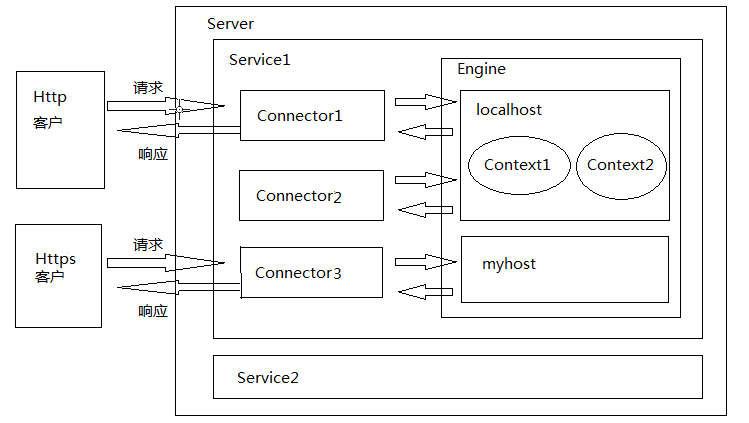 Server
Service1
Engine
Http
客户
请求
响应
Connector1
localhost
Context1
Context2
Connector2
Https
客户
请求
响应
Connector3
myhost
Service2